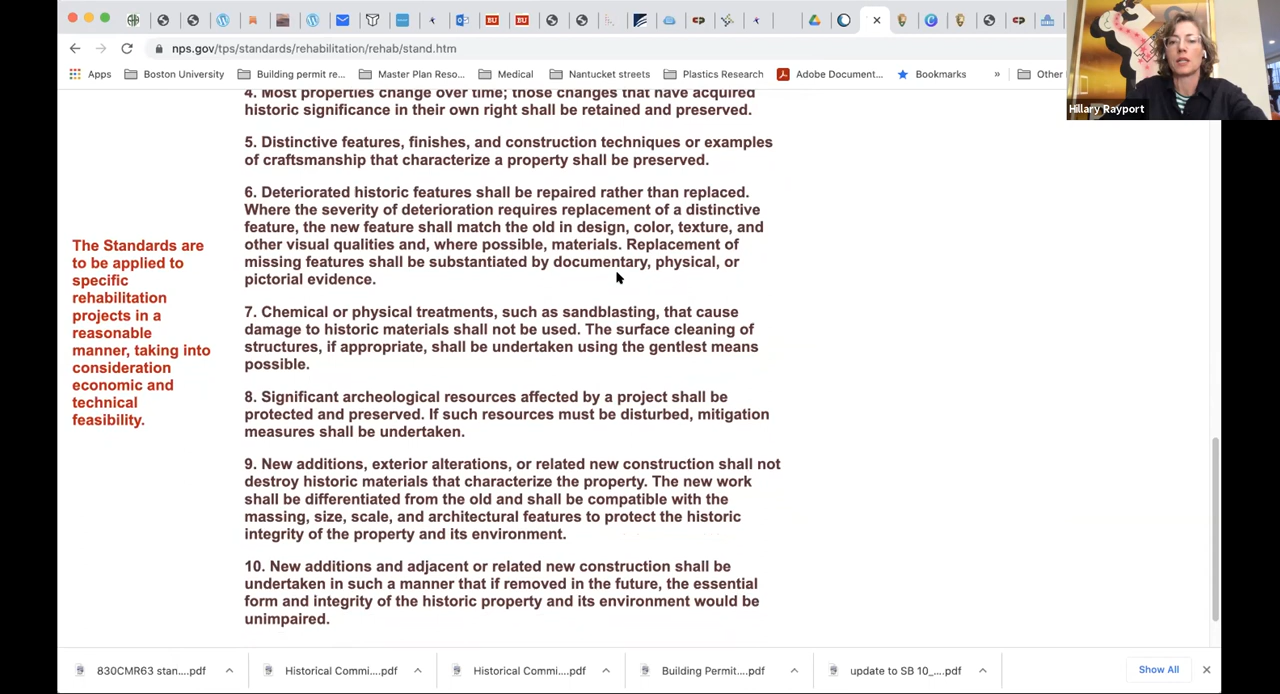 nps.gov/tps/standards/rehabilitation/rehab/stand.htm
Hillary Rayport
Apps Boston University Building permit re... Master Plan Reso... Medical Nantucket streets Plastics Research Adobe Document... Bookmarks » Other
4. Most properties change over time; those changes that have acquired
historic significance in their own right shall be retained and preserved.
5. Distinctive features, finishes, and construction techniques or examples
of craftsmanship that characterize a property shall be preserved.
6. Deteriorated historic features shall be repaired rather than replaced.
Where the severity of deterioration requires replacement of a distinctive
feature, the new feature shall match the old in design, color, texture, and
other visual qualities and, where possible, materials. Replacement of
missing features shall be substantiated by documentary, physical, or
pictorial evidence.
The Standards are
to be applied to
specific
rehabilitation
projects in a
reasonable
manner, taking into
consideration
economic and
technical
feasibility.
7. Chemical or physical treatments, such as sandblasting, that cause
damage to historic materials shall not be used. The surface cleaning of
structures, if appropriate, shall be undertaken using the gentlest means
possible.
8. Significant archeological resources affected by a project shall be
protected and preserved. If such resources must be disturbed, mitigation
measures shall be undertaken.
9. New additions, exterior alterations, or related new construction shall not
destroy historic materials that characterize the property. The new work
shall be differentiated from the old and shall be compatible with the
massing, size, scale, and architectural features to protect the historic
integrity of the property and its environment.
10. New additions and adjacent or related new construction shall be
undertaken in such a manner that if removed in the future, the essential
form and integrity of the historic property and its environment would be
unimpaired.
830CMR63 stan....pdf Historical Commi....pdf Historical Commi....pdf Building Permit....pdf update to SB 10_....pdf Show All